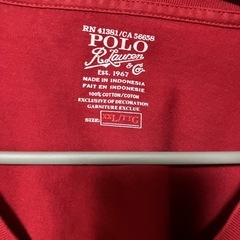 RN 41381/CA 56658
POLO
R. Lauren
& Co.
EST. 1967
MADE IN INDONESIA
FAIT EN INDONESIE
100% COTTON/COTON
EXCLUSIVE OF DECORATION
GARNITURE EXCLUE
SIZE: XXL/TTG